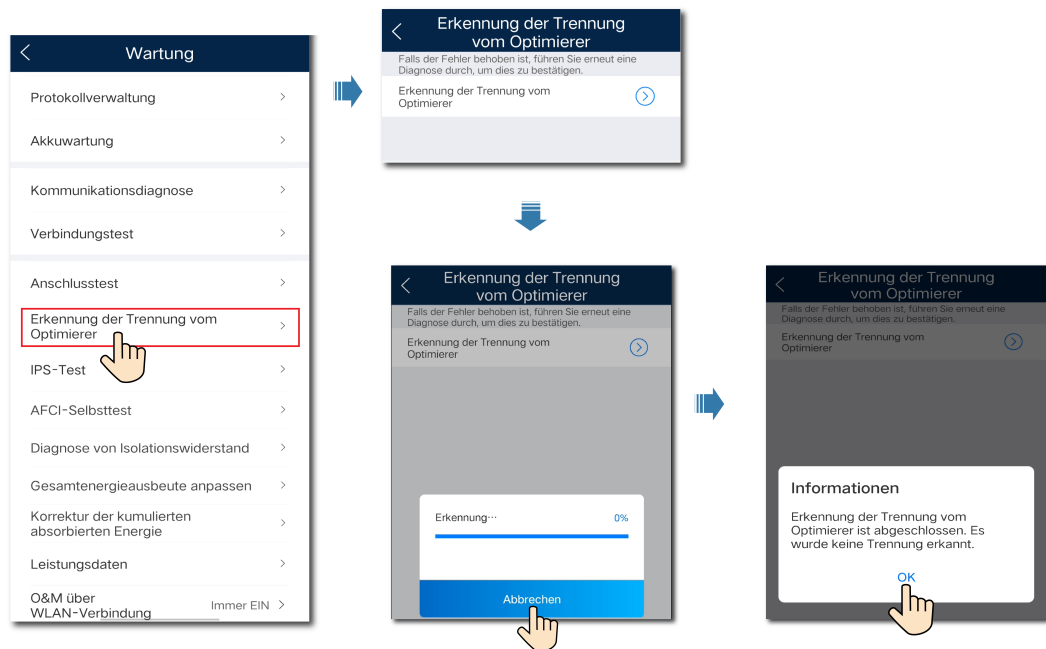 Wartung
Protokollverwaltung
Akkuwartung
Kommunikationsdiagnose
Verbindungstest
Anschlusstest
Erkennung der Trennung vom
Optimierer
IPS-Test
AFCI-Selbsttest
Diagnose von Isolationswiderstand
Gesamtenergieausbeute anpassen
Korrektur der kumulierten
absorbierten Energie
Leistungsdaten
O&M über
WLAN-Verbindung Immer EIN
Erkennung der Trennung
vom Optimierer
Falls der Fehler behoben ist, führen Sie erneut eine
Diagnose durch, um dies zu bestätigen.
Erkennung der Trennung vom
Optimierer
Erkennung der Trennung
vom Optimierer
Falls der Fehler behoben ist, führen Sie erneut eine
Diagnose durch, um dies zu bestätigen.
Erkennung der Trennung vom
Optimierer
Erkennung··· 0%
Abbrechen
Erkennung der Trennung
vom Optimierer
Falls der Fehler behoben ist, führen Sie erneut eine
Diagnose durch, um dies zu bestätigen.
Erkennung der Trennung vom
Optimierer
Informationen
Erkennung der Trennung vom
Optimierer ist abgeschlossen. Es
wurde keine Trennung erkannt.
OK